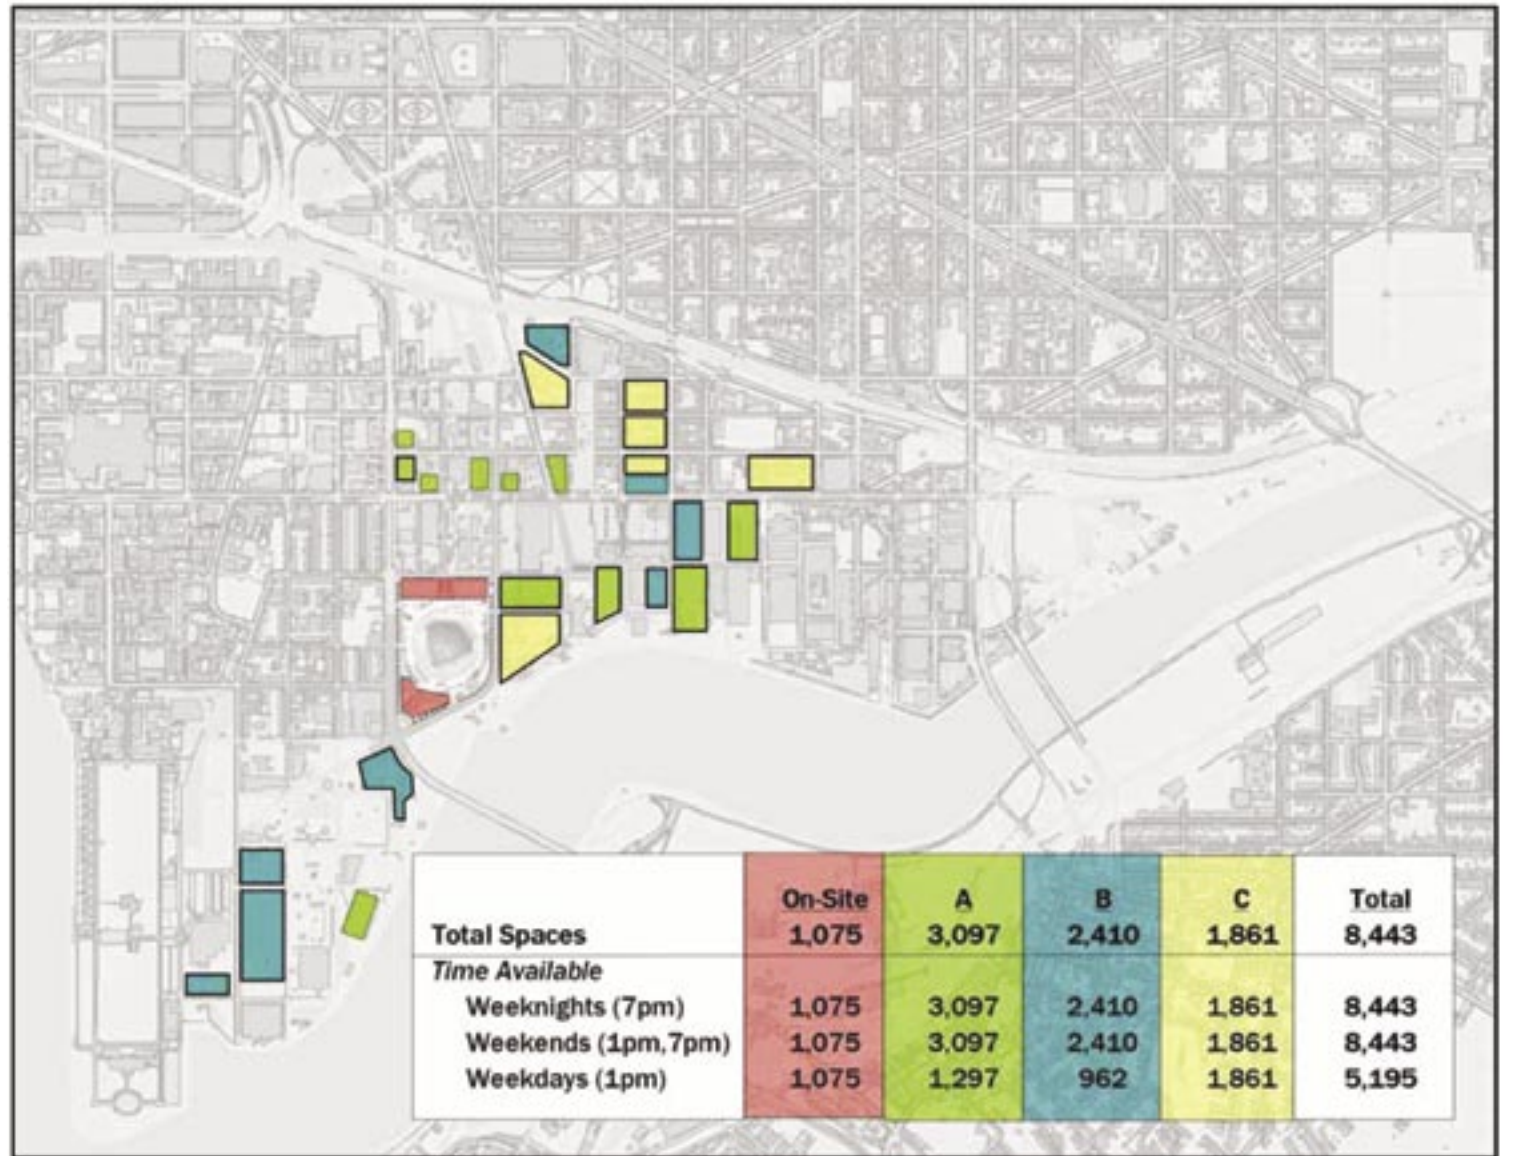 On-Site A B C Total
Total Spaces 1,075 3,097 2,410 1,861 8,443
Time Available
Weeknights (7pm) 1,075 3,097 2,410 1,861 8,443
Weekends (1pm,7pm) 1,075 3,097 2,410 1,861 8,443
Weekdays (1pm) 1,075 1,297 962 1,861 5,195